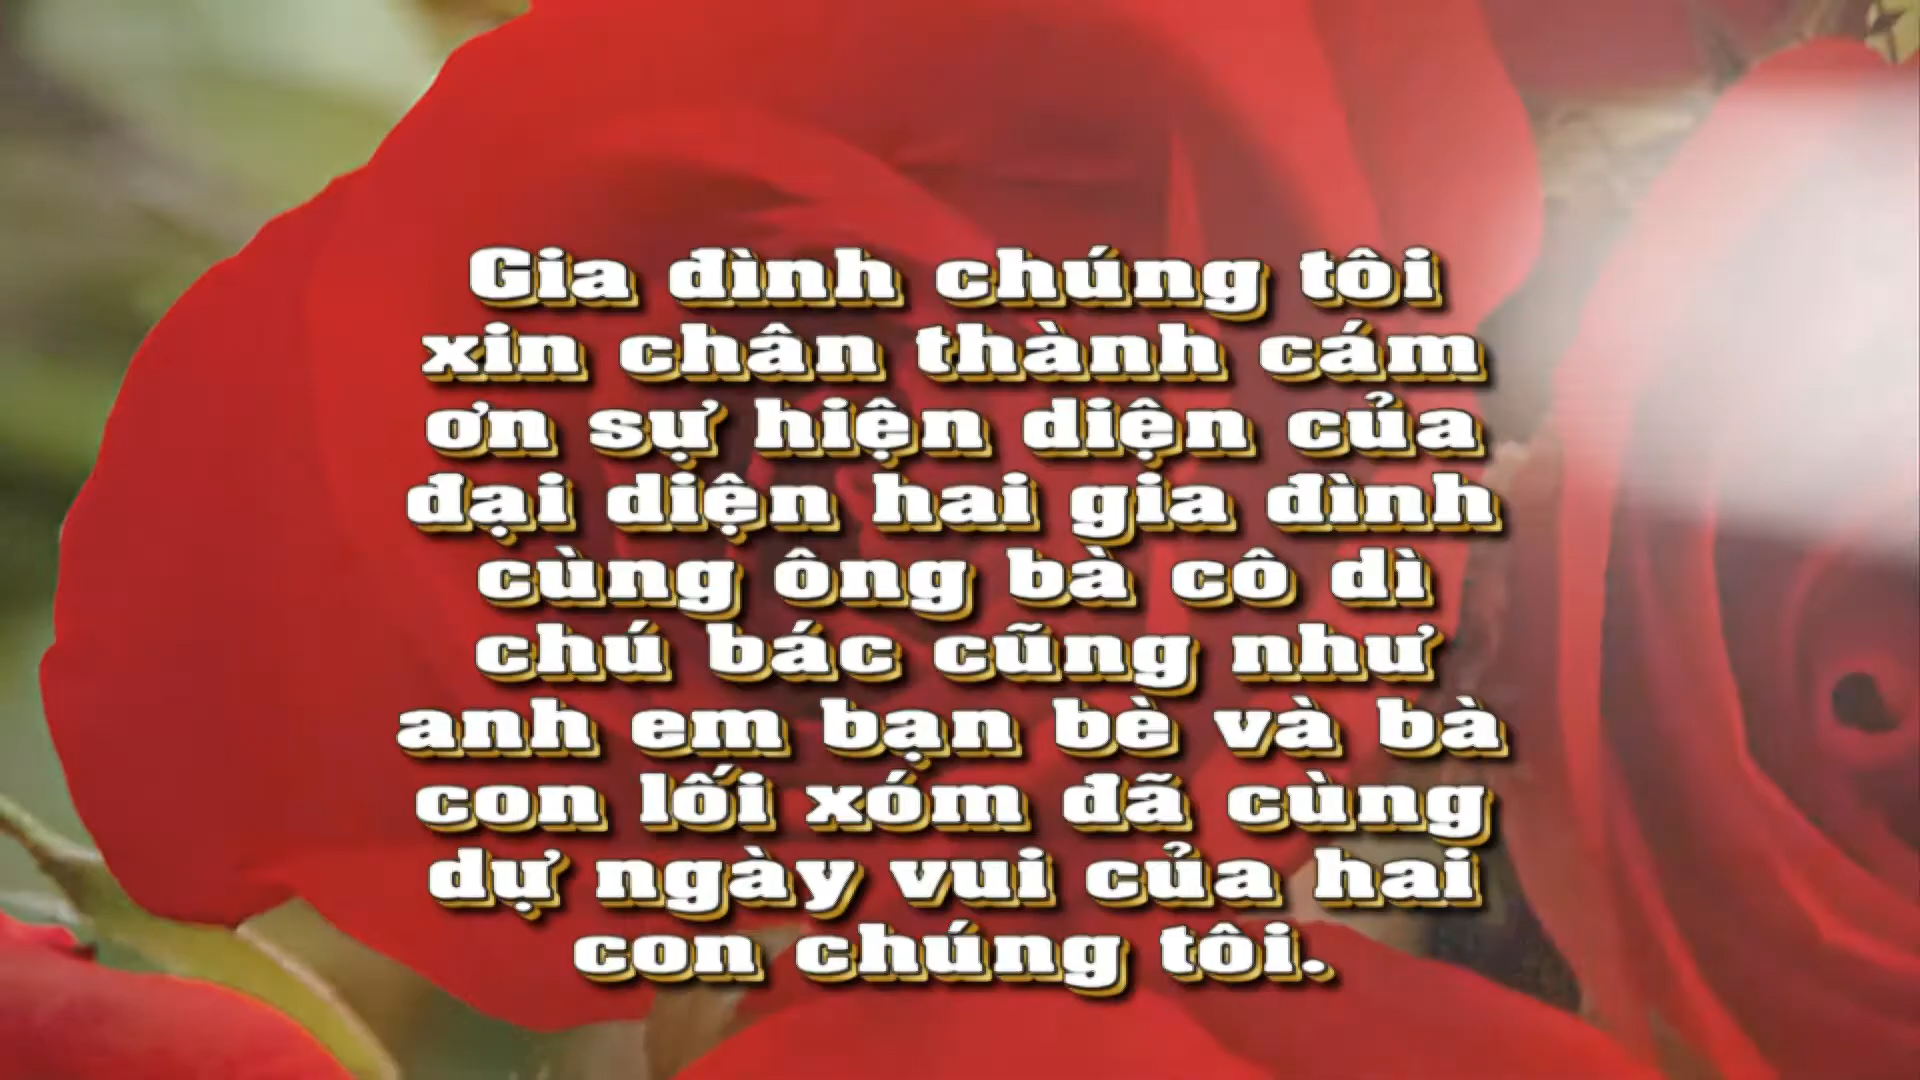 Gia đình chúng tôi
xin chân thành cám
ơn sự hiện diện của
đại diện hai gia đình
cùng ông bà cô dì
chú bác cũng như
anh em bạn bè và bà
con lối xóm đã cùng
dự ngày vui của hai
con chúng tôi.